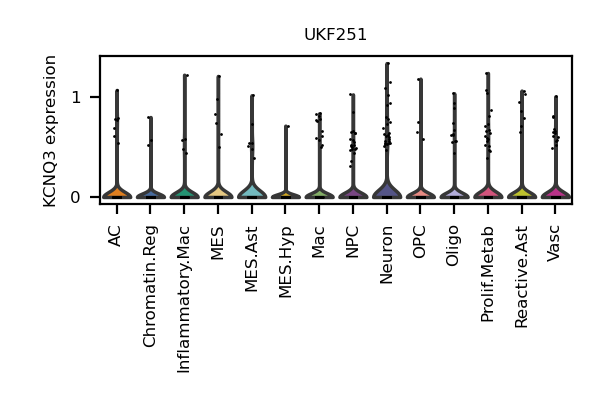 UKF251
KCNQ3 expression
1
0
AC
Chromatin.Reg
Inflammatory.Mac
MES
MES.Ast
MES.Hyp
Mac
NPC
Neuron
OPC
Oligo
Prolif.Metab
Reactive.Ast
Vasc